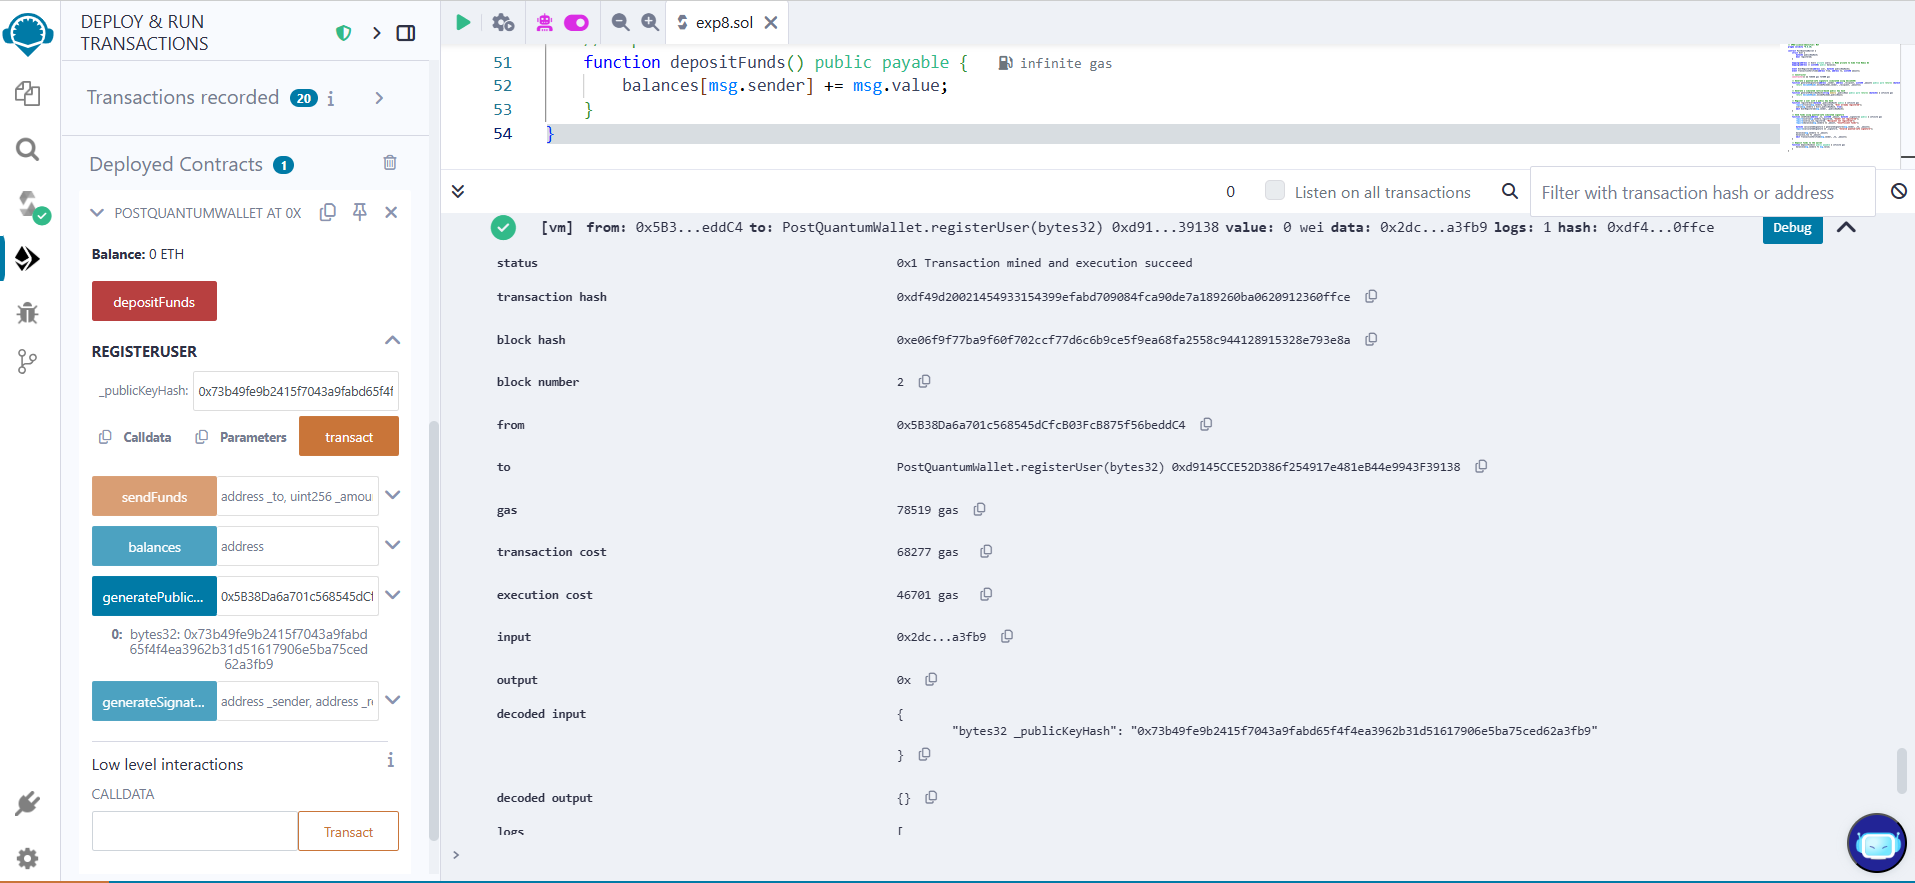 DEPLOY & RUN
TRANSACTIONS
Transactions recorded 20 i
Deployed Contracts 1
POSTQUANTUMWALLET AT 0X
Balance: 0 ETH
depositFunds
REGISTERUSER
_publicKeyHash: 0x73b49fe9b2415f7043a9fabd65f4f
Calldata Parameters transact
sendFunds address _to, uint256 _amou
balances address
generatePublic... 0x5B38Da6a701c568545dCf
0: bytes32: 0x73b49fe9b2415f7043a9fabd
65f4f4ea3962b31d51617906e5ba75ced
62a3fb9
generateSignat... address _sender, address _r
Low level interactions i
CALLDATA
Transact
exp8.sol
51 function depositFunds() public payable { infinite gas
52 balances[msg.sender] += msg.value;
53 }
54 }
0 Listen on all transactions Filter with transaction hash or address
[vm] from: 0x5B3...eddC4 to: PostQuantumWallet.registerUser(bytes32) 0xd91...39138 value: 0 wei data: 0x2dc...a3fb9 logs: 1 hash: 0xdf4...0ffce Debug
status 0x1 Transaction mined and execution succeed
transaction hash 0xdf49d20021454933154399efabd709084fca90de7a189260ba0620912360ffce
block hash 0xe06f9f77ba9f60f702ccf77d6c6b9ce5f9ea68fa2558c944128915328e793e8a
block number 2
from 0x5B38Da6a701c568545dCfcB03FcB875f56beddC4
to PostQuantumWallet.registerUser(bytes32) 0xd9145CCE52D386f254917e481eB44e9943F39138
gas 78519 gas
transaction cost 68277 gas
execution cost 46701 gas
input 0x2dc...a3fb9
output 0x
decoded input {
"bytes32 _publicKeyHash": "0x73b49fe9b2415f7043a9fabd65f4f4ea3962b31d51617906e5ba75ced62a3fb9"
}
decoded output {}
logs [
>